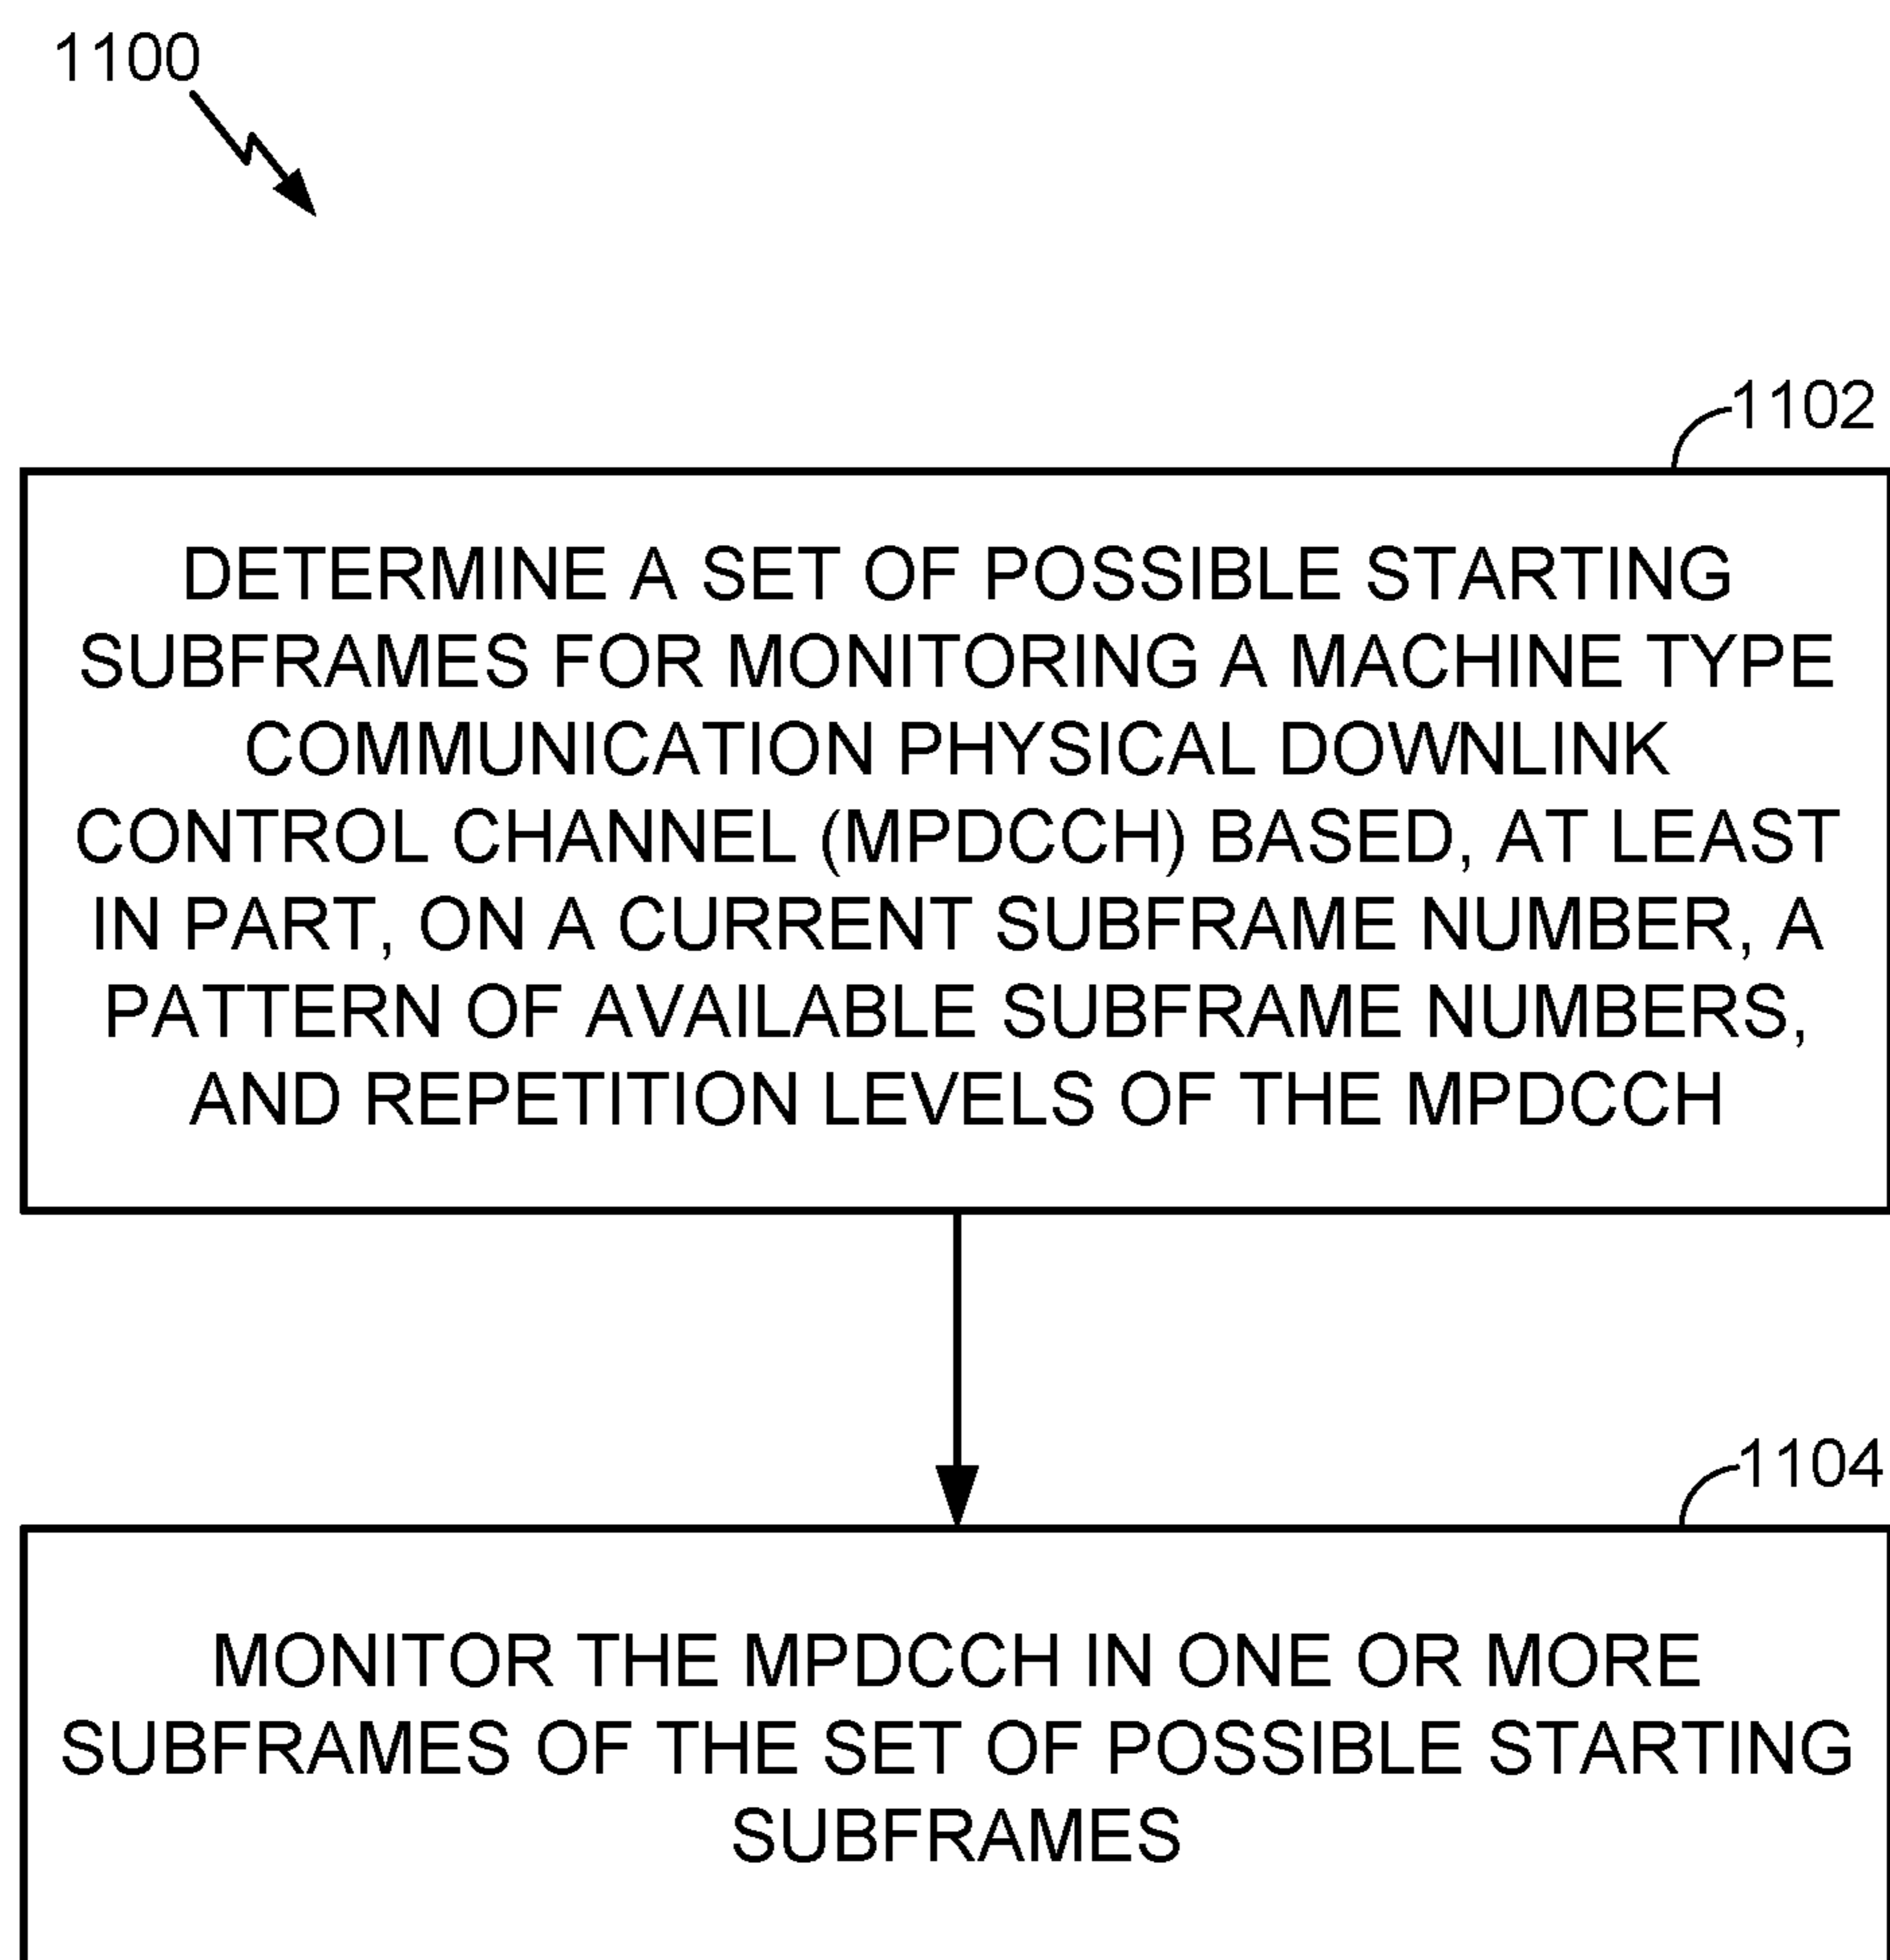 1100
1102
DETERMINE A SET OF POSSIBLE STARTING
SUBFRAMES FOR MONITORING A MACHINE TYPE
COMMUNICATION PHYSICAL DOWNLINK
CONTROL CHANNEL (MPDCCH) BASED, AT LEAST
IN PART, ON A CURRENT SUBFRAME NUMBER, A
PATTERN OF AVAILABLE SUBFRAME NUMBERS,
AND REPETITION LEVELS OF THE MPDCCH
1104
MONITOR THE MPDCCH IN ONE OR MORE
SUBFRAMES OF THE SET OF POSSIBLE STARTING
SUBFRAMES